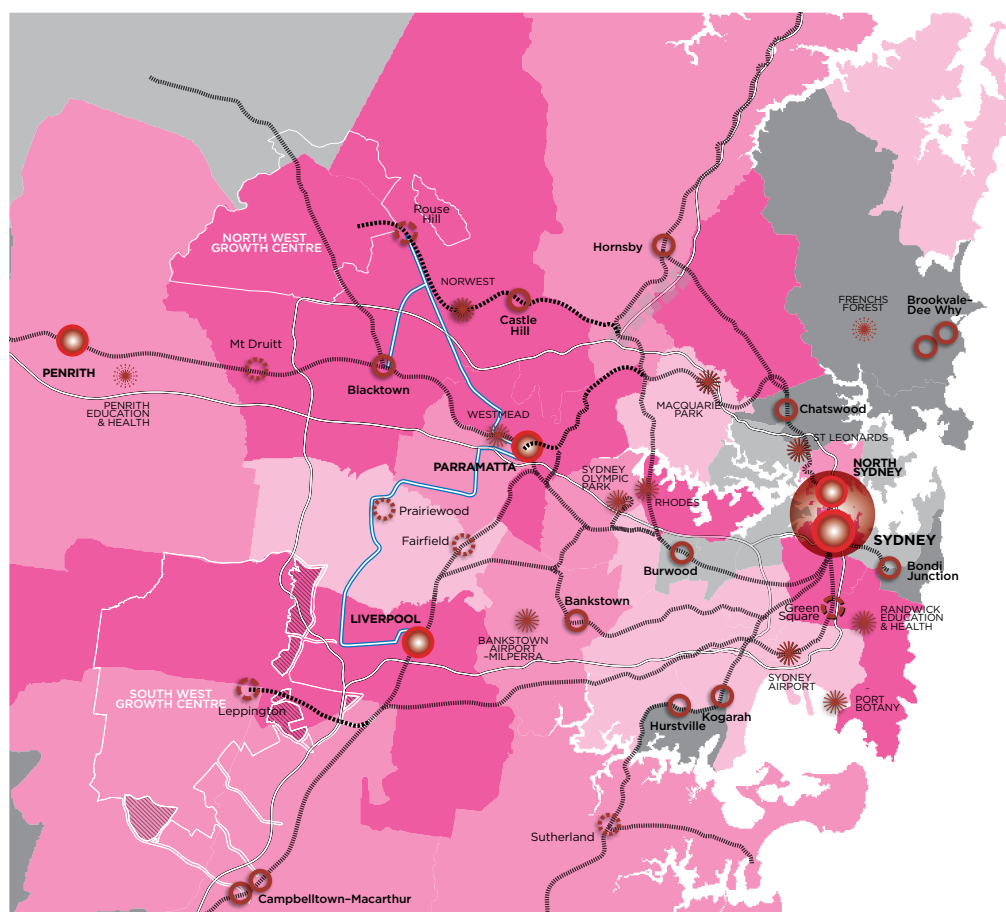 Rouse
Hill
NORTH WEST
GROWTH CENTRE
Hornsby
NORWEST
Castle
Hill
FRENCHS
FOREST
Brookvale–
Dee Why
PENRITH
Mt Druitt
Blacktown
PENRITH
EDUCATION
& HEALTH
MACQUARIE
PARK
Chatswood
WESTMEAD
PARRAMATTA
ST LEONARDS
NORTH
SYDNEY
SYDNEY
OLYMPIC
PARK
RHODES
Prairiewood
Fairfield
SYDNEY
Burwood
Bondi
Junction
LIVERPOOL
Bankstown
Green
Square
RANDWICK
EDUCATION
& HEALTH
BANKSTOWN
AIRPORT
–MILPERRA
SYDNEY
AIRPORT
SOUTH WEST
GROWTH CENTRE
Leppington
PORT
BOTANY
Hurstville
Kogarah
Sutherland
Campbelltown–Macarthur